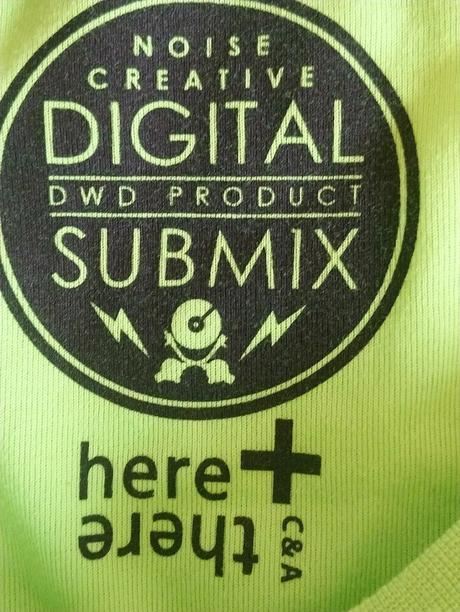 NOISE
CREATIVE
DIGITAL
DWD PRODUCT
SUBMIX
here+
there
C&A